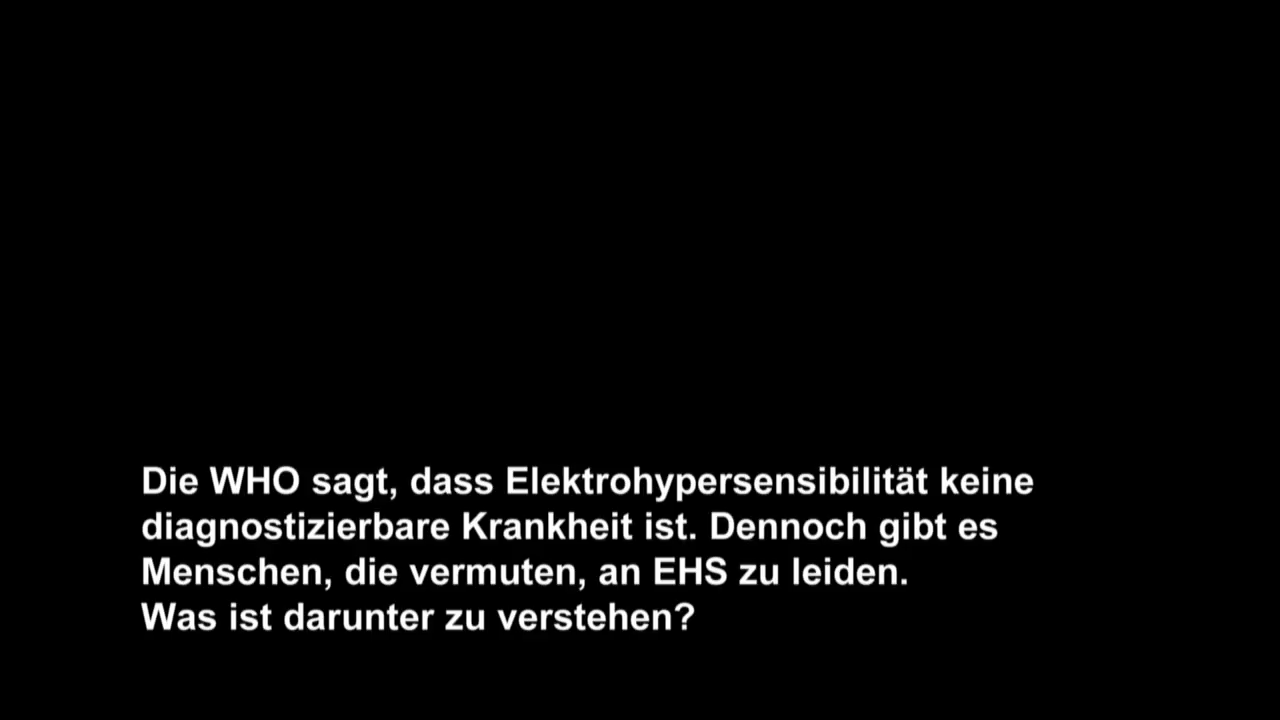 Die WHO sagt, dass Elektrohypersensibilität keine
diagnostizierbare Krankheit ist. Dennoch gibt es
Menschen, die vermuten, an EHS zu leiden.
Was ist darunter zu verstehen?